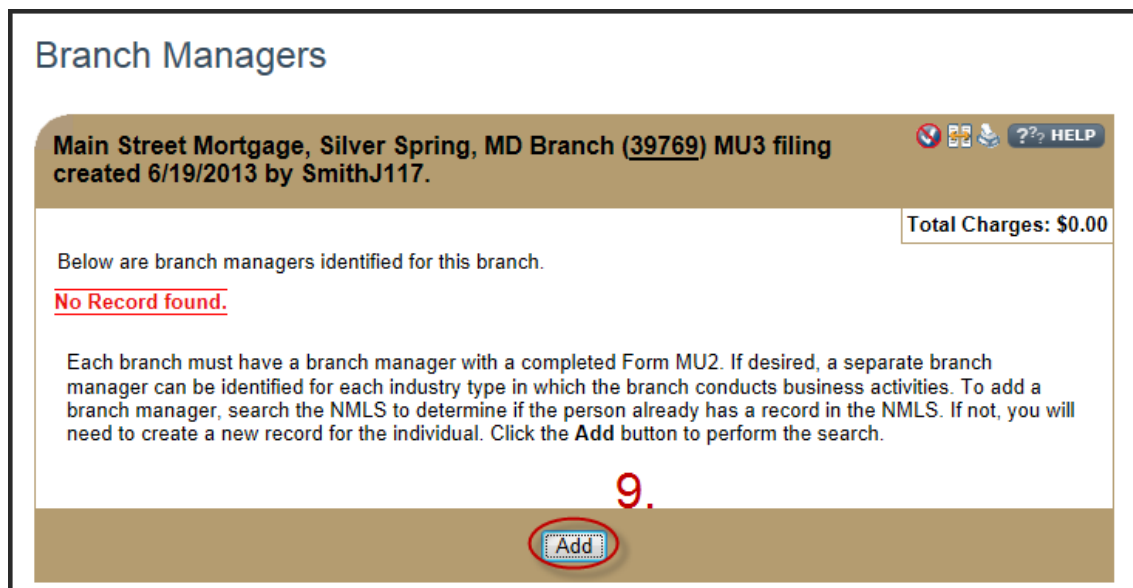 Branch Managers
Main Street Mortgage, Silver Spring, MD Branch (39769) MU3 filing
created 6/19/2013 by SmithJ117.
??? HELP
Total Charges: $0.00
Below are branch managers identified for this branch.
No Record found.
Each branch must have a branch manager with a completed Form MU2. If desired, a separate branch
manager can be identified for each industry type in which the branch conducts business activities. To add a
branch manager, search the NMLS to determine if the person already has a record in the NMLS. If not, you will
need to create a new record for the individual. Click the Add button to perform the search.
9.
Add